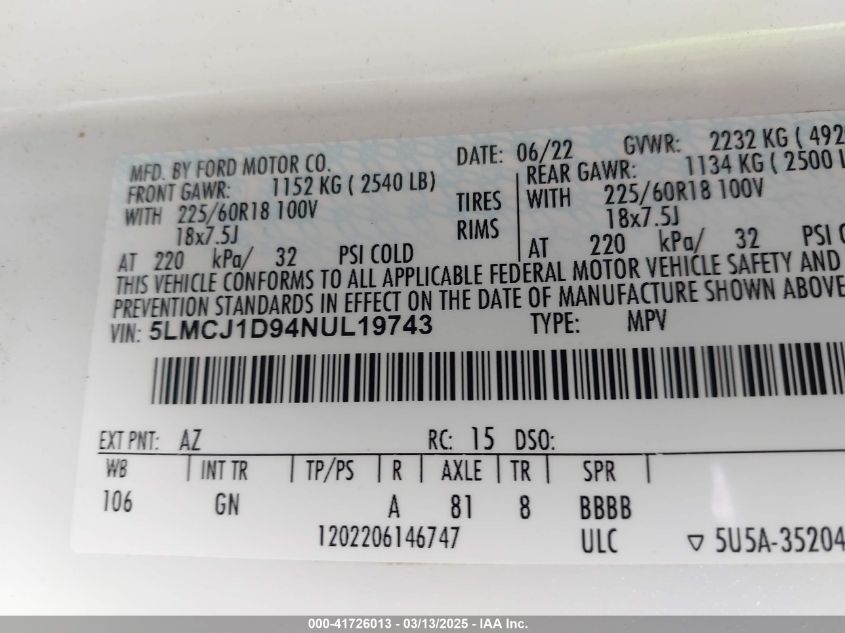 MFD. BY FORD MOTOR CO.
DATE: 06/22 GVWR: 2232 KG ( 492
FRONT GAWR: 1152 KG ( 2540 LB)
REAR GAWR: 1134 KG ( 2500 L
WITH 225/60R18 100V TIRES WITH 225/60R18 100V
18x7.5J RIMS 18x7.5J
AT 220 kPa/ 32 PSI COLD AT 220 kPa/ 32 PSI C
THIS VEHICLE CONFORMS TO ALL APPLICABLE FEDERAL MOTOR VEHICLE SAFETY AND
PREVENTION STANDARDS IN EFFECT ON THE DATE OF MANUFACTURE SHOWN ABOVE
VIN: 5LMCJ1D94NUL19743 TYPE: MPV
EXT PNT: AZ RC: 15 DSO:
WB INT TR TP/PS R AXLE TR SPR
106 GN A 81 8 BBBB
1202206146747 ULC ▽ 5U5A-35204
000-41726013 - 03/13/2025 - IAA Inc.